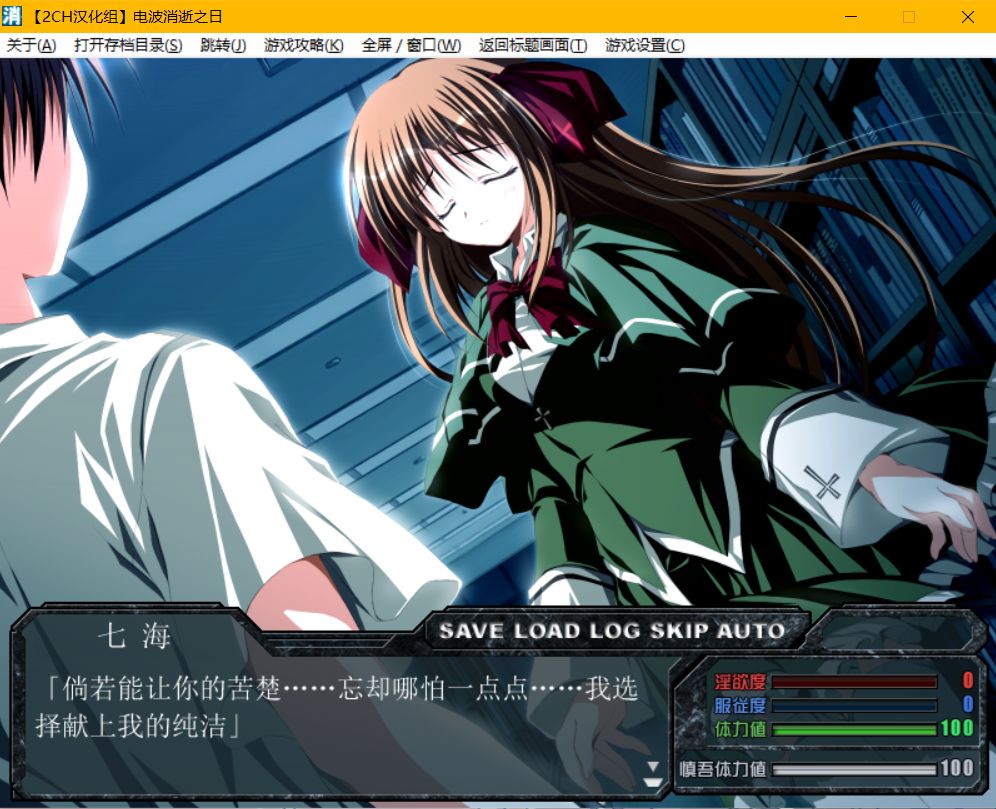 消 【2CH汉化组】电波消逝之日
关于(A) 打开存档目录(S) 跳转(J) 游戏攻略(K) 全屏 / 窗口(W) 返回标题画面(T) 游戏设置(C)
七 海
SAVE LOAD LOG SKIP AUTO
「倘若能让你的苦楚……忘却哪怕一点点……我选
择献上我的纯洁」
淫欲度 0
服従度 0
体力値 100
慎吾体力値 100